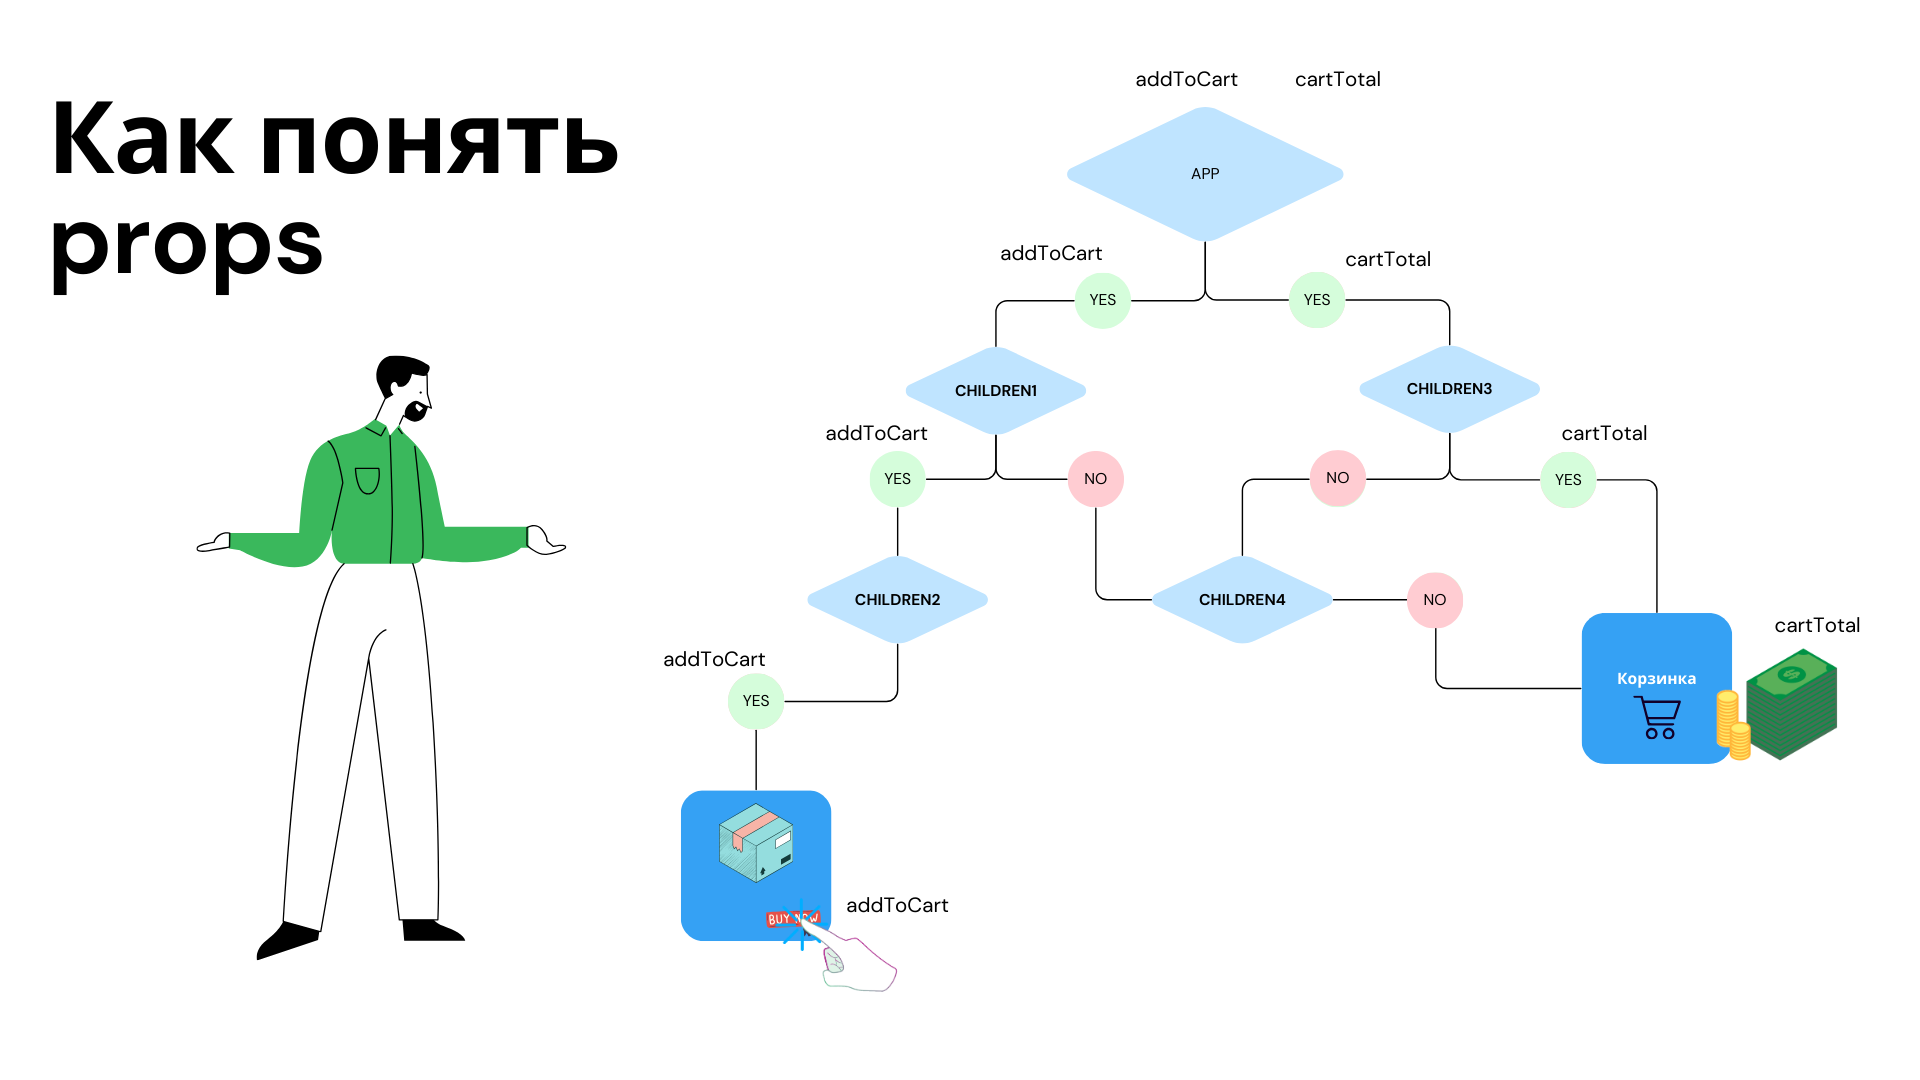 Как понять
props
addToCart
cartTotal
APP
addToCart
cartTotal
YES
YES
CHILDREN1
CHILDREN3
addToCart
cartTotal
YES
NO
NO
YES
CHILDREN2
CHILDREN4
NO
cartTotal
addToCart
Корзинка
YES
addToCart
BUY NOW